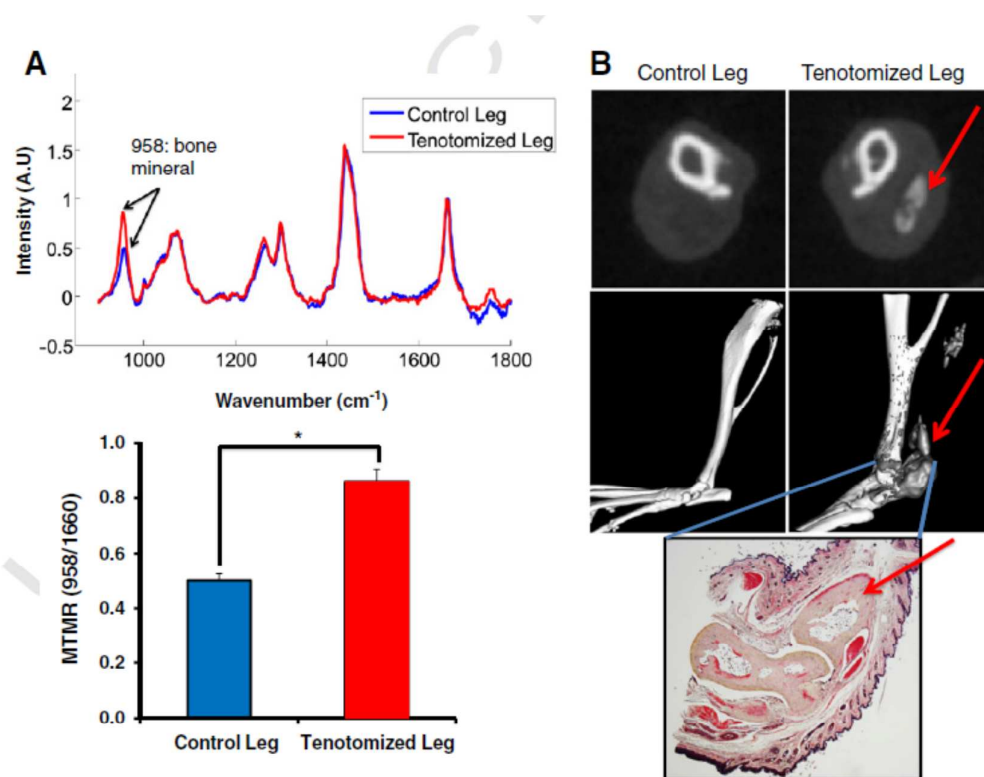 A
2
1.5
1
0.5
0
-0.5
Intensity (A.U)
958: bone
mineral
Control Leg
Tenotomized Leg
1000 1200 1400 1600 1800
Wavenumber (cm⁻¹)
1.0
0.8
0.6
0.4
0.2
0.0
MTMR (958/1660)
*
Control Leg Tenotomized Leg
B
Control Leg Tenotomized Leg